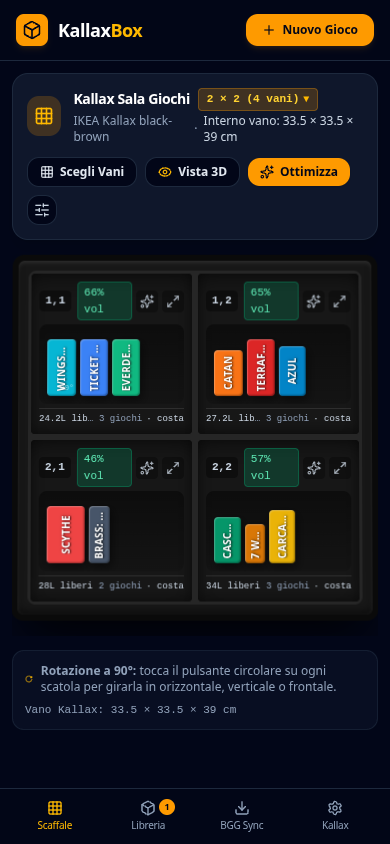 KallaxBox
Nuovo Gioco
Kallax Sala Giochi
2 × 2 (4 vani) ▾
IKEA Kallax black-brown · Interno vano: 33.5 × 33.5 × 39 cm
Scegli Vani
Vista 3D
Ottimizza
1,1
66% vol
WINGS…
TICKET …
EVERDE…
24.2L lib… 3 giochi · costa
1,2
65% vol
CATAN
TERRAF…
AZUL
27.2L lib… 3 giochi · costa
2,1
46% vol
SCYTHE
BRASS: …
28L liberi 2 giochi · costa
2,2
57% vol
CASC…
7 W…
CARCA…
34L liberi 3 giochi · costa
Rotazione a 90°: tocca il pulsante circolare su ogni
scatola per girarla in orizzontale, verticale o frontale.
Vano Kallax: 33.5 × 33.5 × 39 cm
Scaffale
Libreria
1
BGG Sync
Kallax